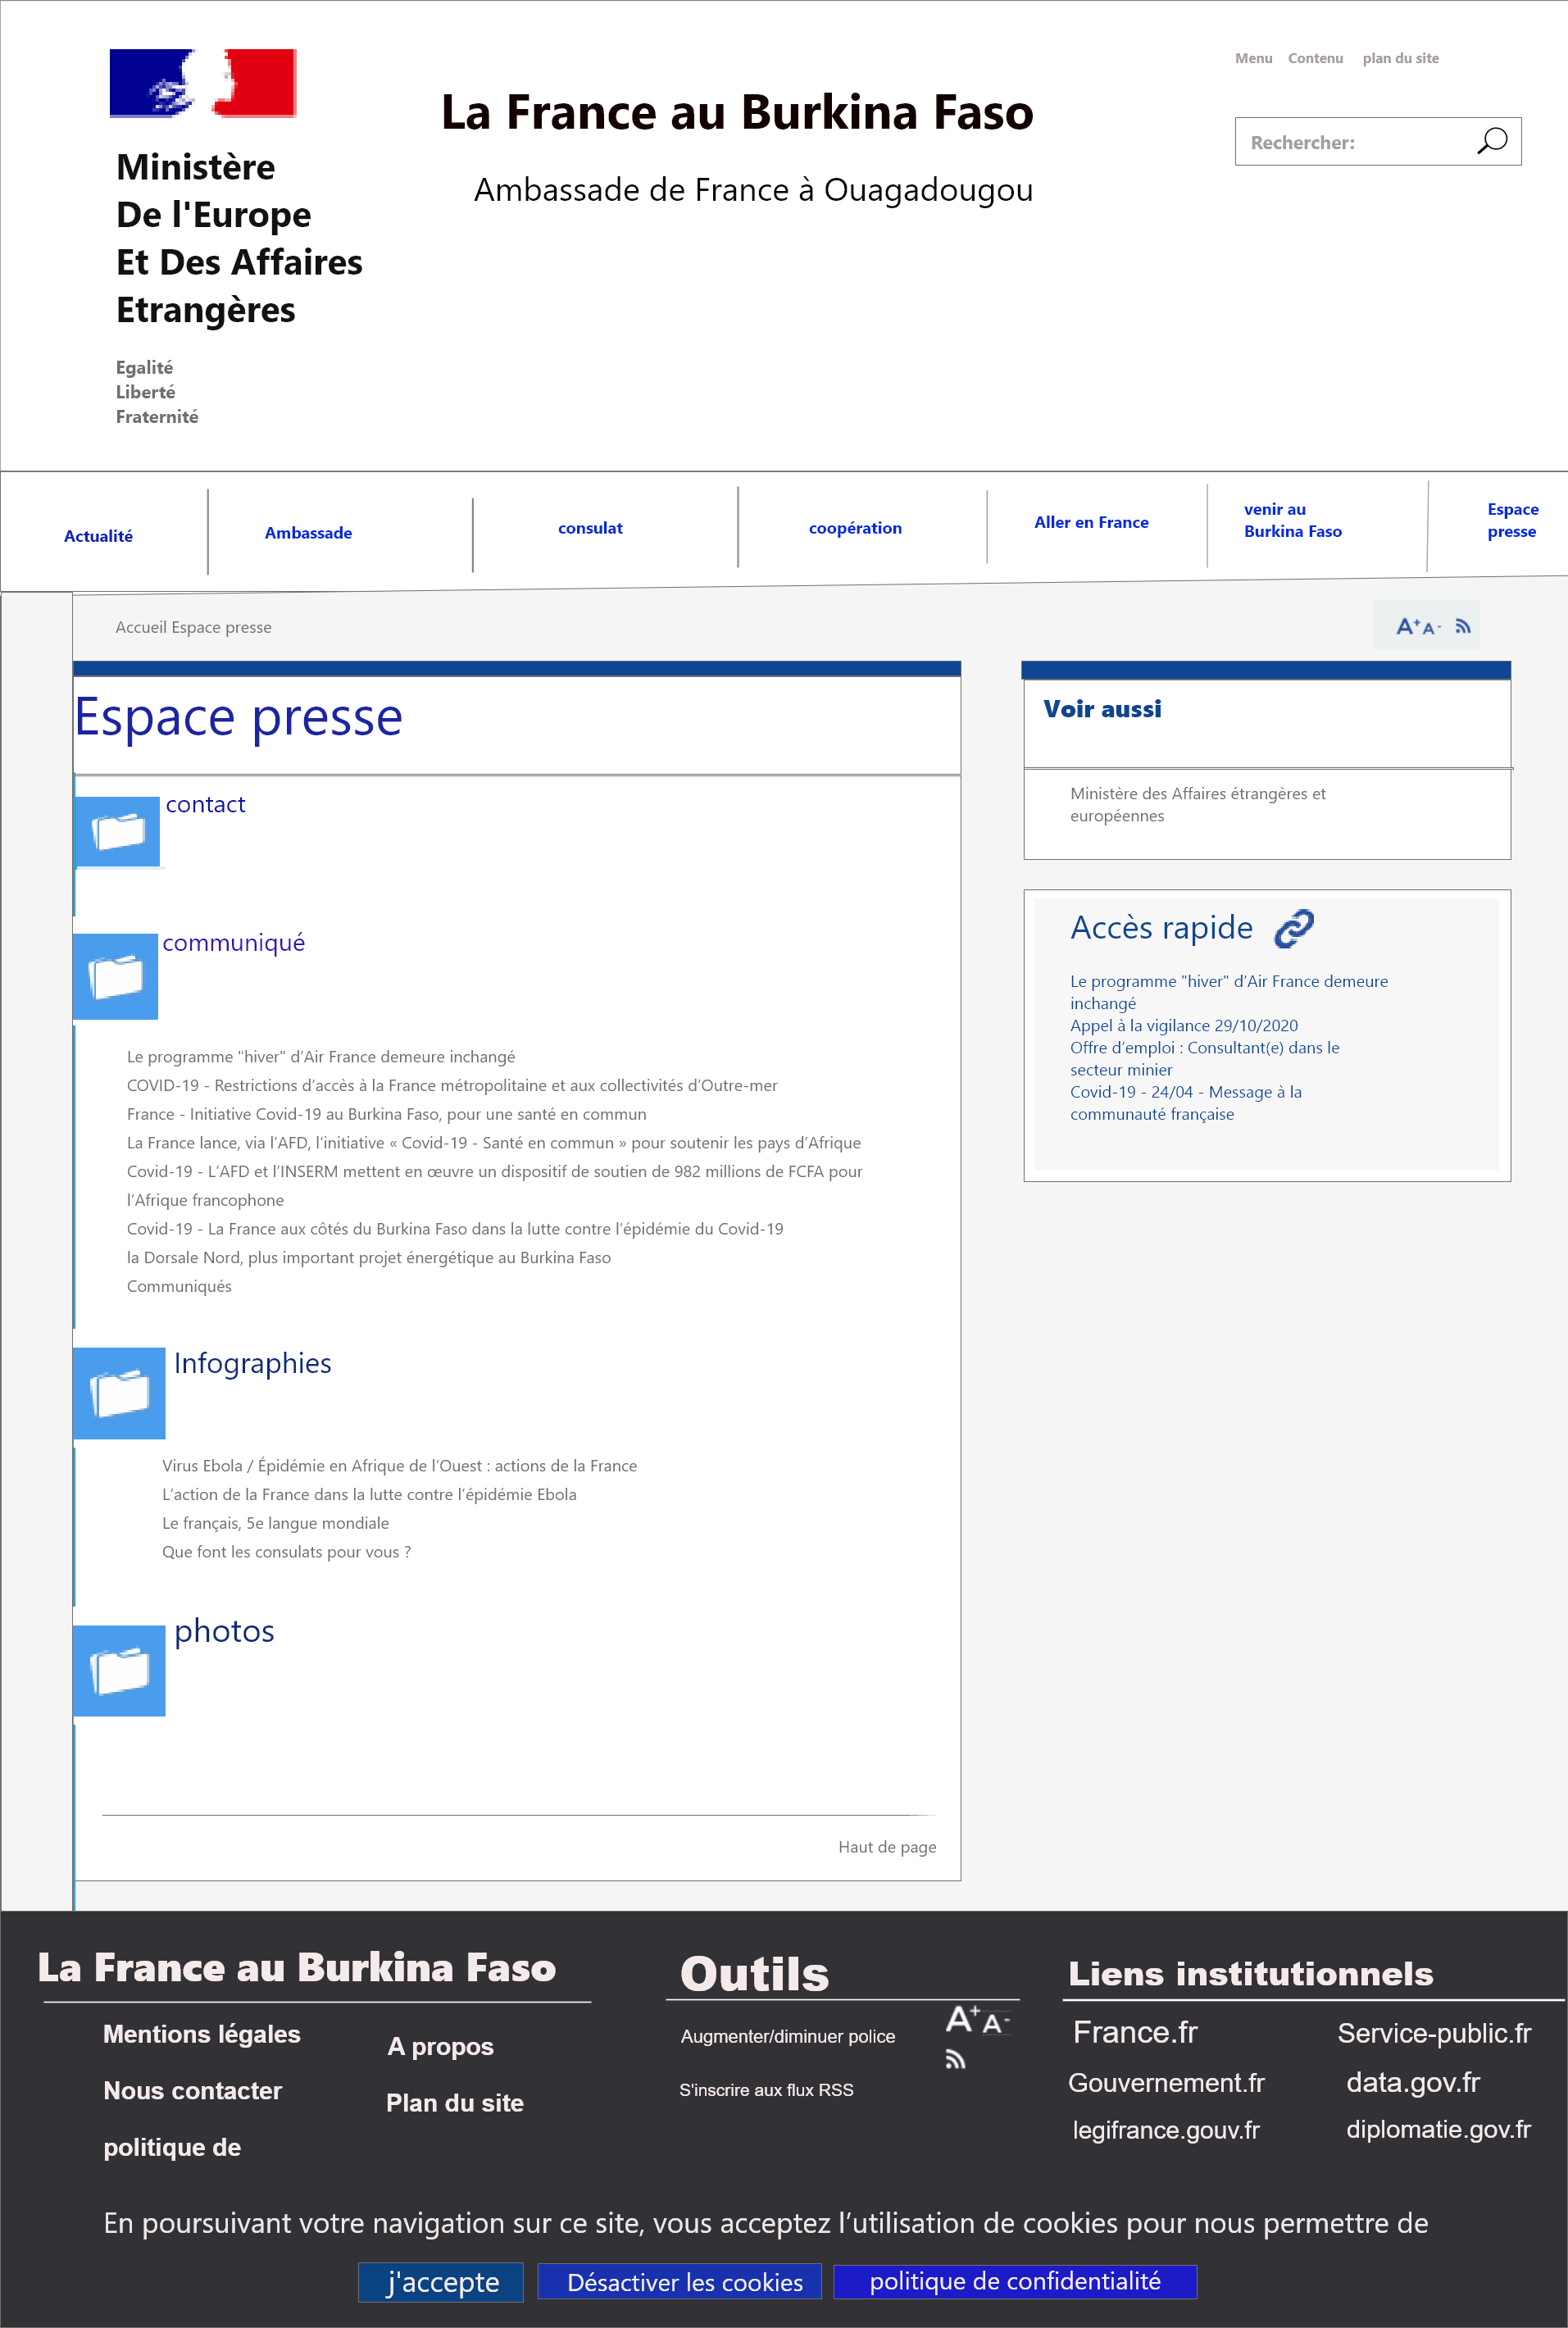 Menu Contenu plan du site
La France au Burkina Faso
Rechercher:
Ambassade de France à Ouagadougou
Ministère
De l'Europe
Et Des Affaires
Etrangères
Egalité
Liberté
Fraternité
Actualité
Ambassade
consulat
coopération
Aller en France
venir au
Burkina Faso
Espace
presse
Accueil Espace presse
A+ A-
Espace presse
contact
communiqué
Le programme "hiver" d’Air France demeure inchangé
COVID-19 - Restrictions d’accès à la France métropolitaine et aux collectivités d’Outre-mer
France - Initiative Covid-19 au Burkina Faso, pour une santé en commun
La France lance, via l’AFD, l’initiative « Covid-19 - Santé en commun » pour soutenir les pays d’Afrique
Covid-19 - L’AFD et l’INSERM mettent en œuvre un dispositif de soutien de 982 millions de FCFA pour
l’Afrique francophone
Covid-19 - La France aux côtés du Burkina Faso dans la lutte contre l’épidémie du Covid-19
la Dorsale Nord, plus important projet énergétique au Burkina Faso
Communiqués
Infographies
Virus Ebola / Épidémie en Afrique de l’Ouest : actions de la France
L’action de la France dans la lutte contre l’épidémie Ebola
Le français, 5e langue mondiale
Que font les consulats pour vous ?
photos
Haut de page
Voir aussi
Ministère des Affaires étrangères et
européennes
Accès rapide
Le programme "hiver" d’Air France demeure
inchangé
Appel à la vigilance 29/10/2020
Offre d’emploi : Consultant(e) dans le
secteur minier
Covid-19 - 24/04 - Message à la
communauté française
La France au Burkina Faso
Mentions légales
A propos
Nous contacter
Plan du site
politique de
Outils
Augmenter/diminuer police
A+ A-
S'inscrire aux flux RSS
Liens institutionnels
France.fr
Service-public.fr
Gouvernement.fr
data.gov.fr
legifrance.gouv.fr
diplomatie.gov.fr
En poursuivant votre navigation sur ce site, vous acceptez l’utilisation de cookies pour nous permettre de
j'accepte
Désactiver les cookies
politique de confidentialité